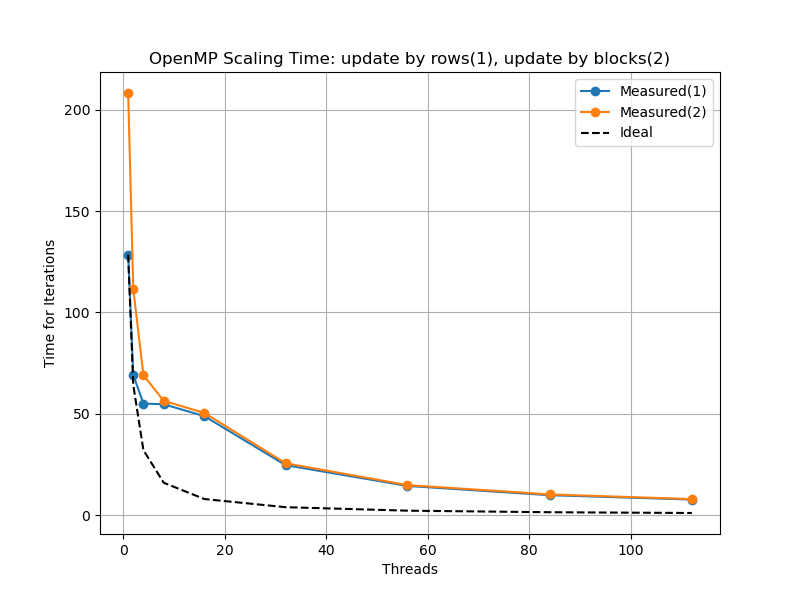 OpenMP Scaling Time: update by rows(1), update by blocks(2)
Measured(1)
Measured(2)
Ideal
Time for Iterations
200
150
100
50
0
0 20 40 60 80 100
Threads